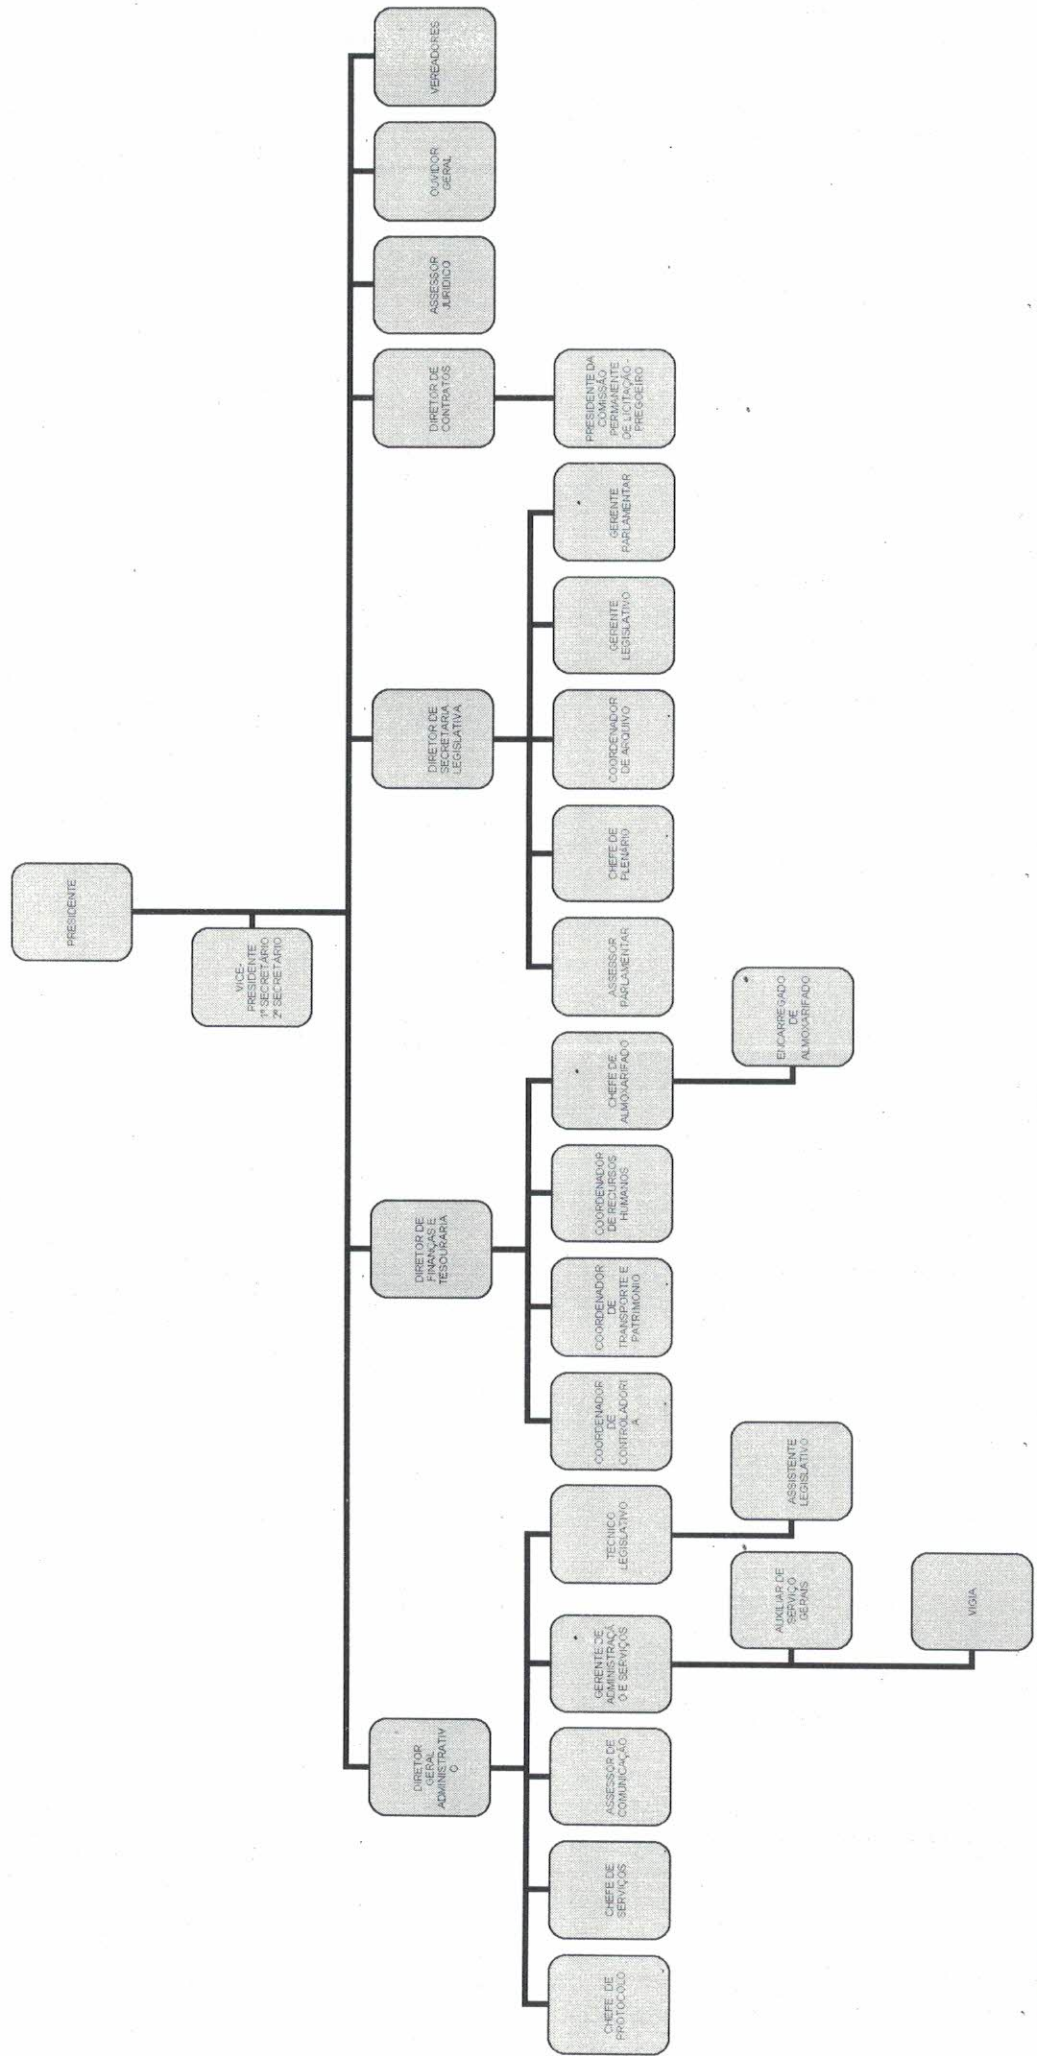 PRESIDENTE
VICE-
PRESIDENTE
1º SECRETÁRIO
2º SECRETÁRIO
DIRETOR
GERAL
ADMINISTRATIV
O
DIRETOR DE
FINANÇAS E
TESOURARIA
DIRETOR DE
SECRETARIA
LEGISLATIVA
DIRETOR DE
CONTRATOS
ASSESSOR
JURIDICO
OUVIDOR
GERAL
VEREADORES
CHEFE DE
PROTOCOLO
CHEFE DE
SERVIÇOS
ASSESSOR DE
COMUNICAÇÃO
GERENTE DE
ADMINISTRAÇÃ
O E SERVIÇOS
TECNICO
LEGISLATIVO
COORDENADOR
DE
CONTROLADORI
A
COORDENADOR
DE
TRANSPORTE E
PATRIMONIO
COORDENADOR
DE RECURSOS
HUMANOS
CHEFE DE
ALMOXARIFADO
ASSESSOR
PARLAMENTAR
CHEFE DE
PLENÁRIO
COORDENADOR
DE ARQUIVO
GERENTE
LEGISLATIVO
GERENTE
PARLAMENTAR
PRESIDENTE DA
COMISSÃO
PERMANENTE
DE LICITAÇÃO -
PREGOEIRO
AUXILIAR DE
SERVIÇO
GERAIS
ASSISTENTE
LEGISLATIVO
ENCARREGADO
DE
ALMOXARIFADO
VIGIA